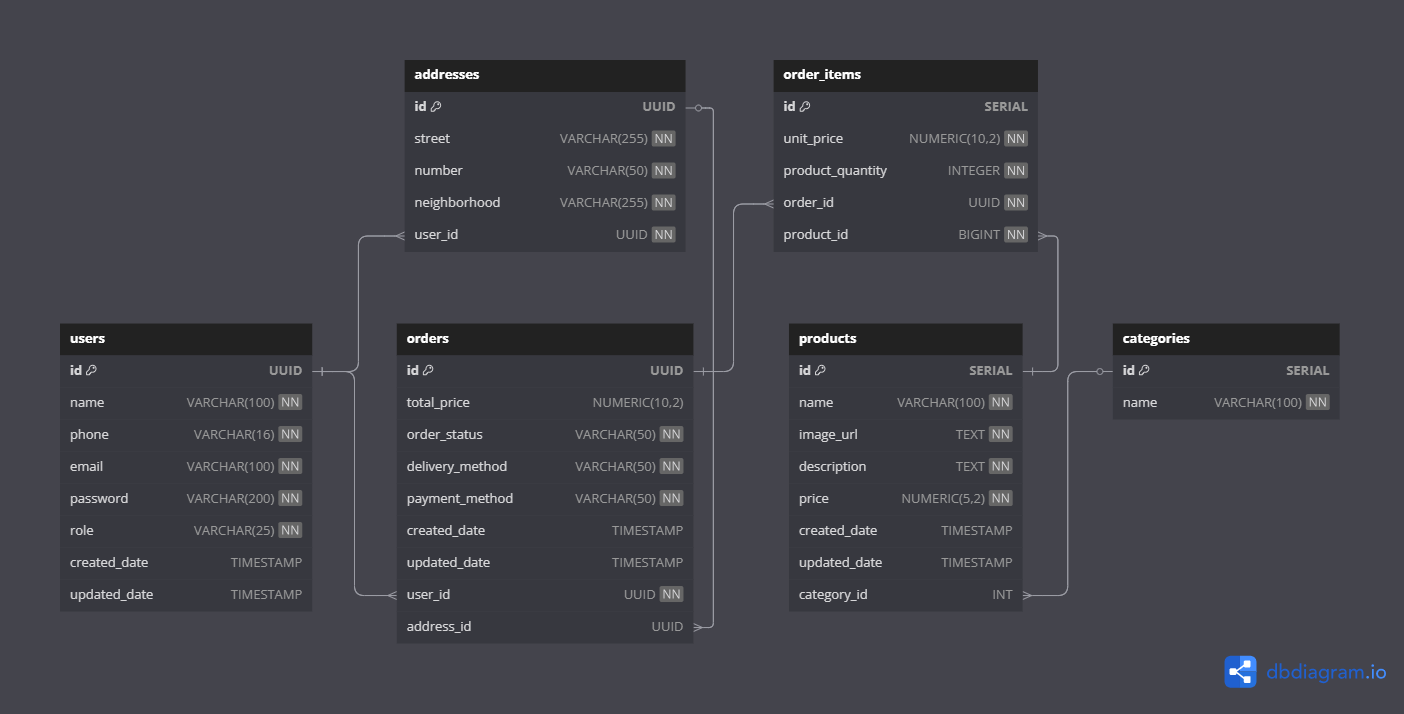 addresses
id UUID
street VARCHAR(255) NN
number VARCHAR(50) NN
neighborhood VARCHAR(255) NN
user_id UUID NN
order_items
id SERIAL
unit_price NUMERIC(10,2) NN
product_quantity INTEGER NN
order_id UUID NN
product_id BIGINT NN
users
id UUID
name VARCHAR(100) NN
phone VARCHAR(16) NN
email VARCHAR(100) NN
password VARCHAR(200) NN
role VARCHAR(25) NN
created_date TIMESTAMP
updated_date TIMESTAMP
orders
id UUID
total_price NUMERIC(10,2)
order_status VARCHAR(50) NN
delivery_method VARCHAR(50) NN
payment_method VARCHAR(50) NN
created_date TIMESTAMP
updated_date TIMESTAMP
user_id UUID NN
address_id UUID
products
id SERIAL
name VARCHAR(100) NN
image_url TEXT NN
description TEXT NN
price NUMERIC(5,2) NN
created_date TIMESTAMP
updated_date TIMESTAMP
category_id INT
categories
id SERIAL
name VARCHAR(100) NN
dbdiagram.io